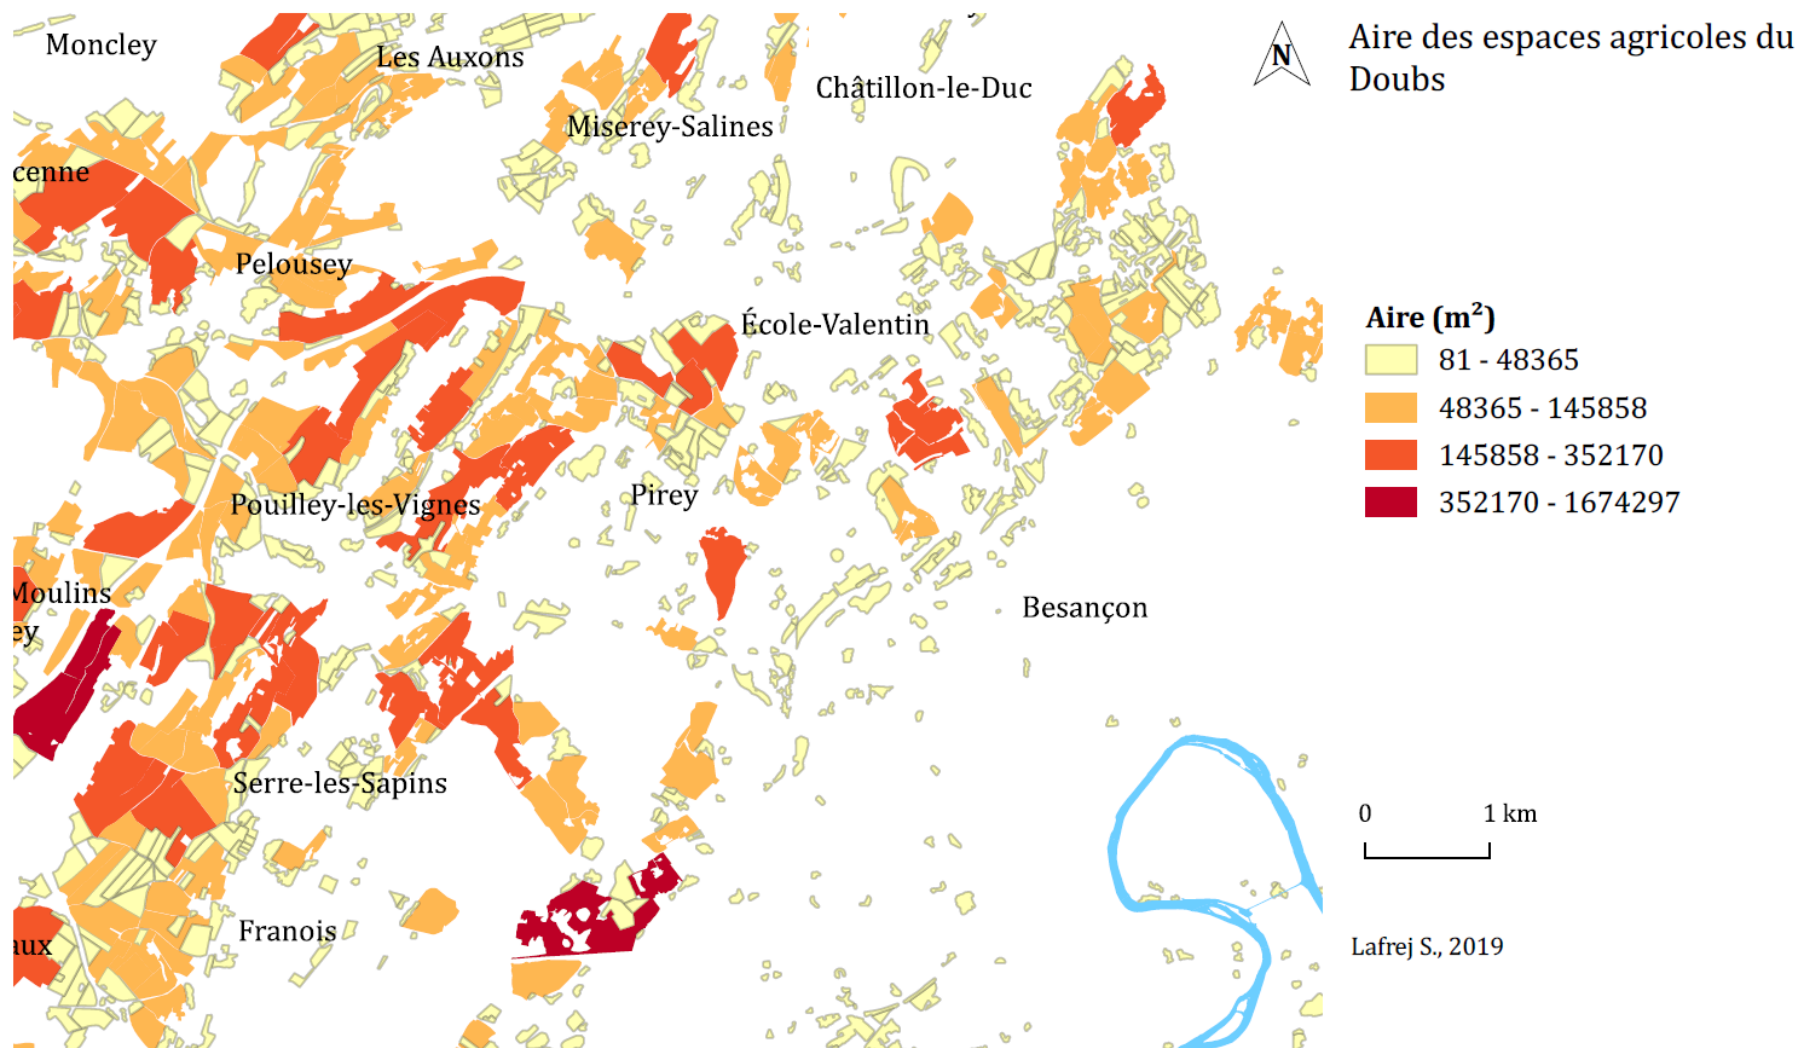 Moncley
Les Auxons
Châtillon-le-Duc
Miserey-Salines
cenne
Pelousey
École-Valentin
Pouilley-les-Vignes
Pirey
Moulins
ey
Besançon
Serre-les-Sapins
Franois
aux
N
Aire des espaces agricoles du
Doubs
Aire (m²)
81 - 48365
48365 - 145858
145858 - 352170
352170 - 1674297
0 1 km
Lafrej S., 2019